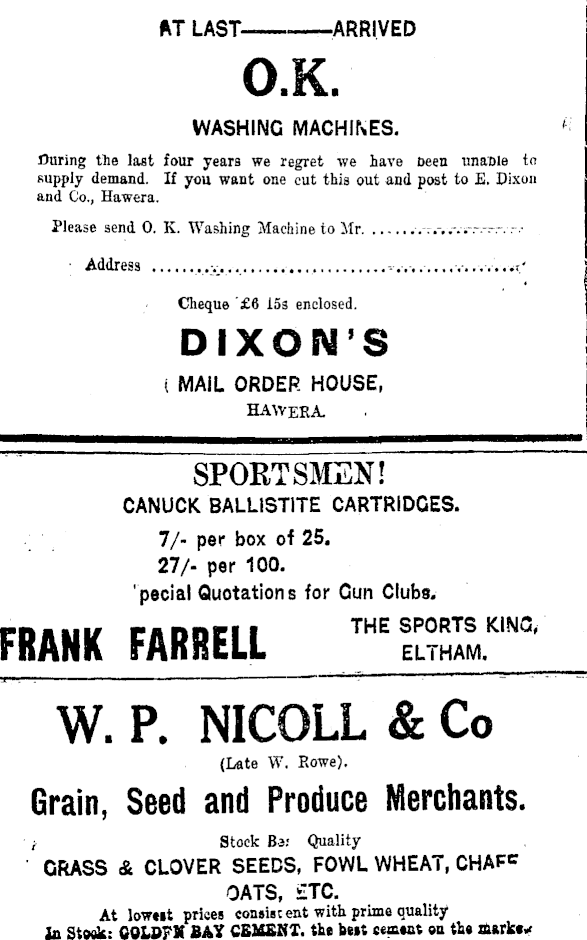 AT LAST————ARRIVED
O.K.
WASHING MACHINES.
During the last four years we regret we have been unable to
supply demand. If you want one cut this out and post to E. Dixon
and Co., Hawera.
Please send O. K. Washing Machine to Mr. ....................
Address ..................................................
Cheque £6 15s enclosed.
DIXON'S
MAIL ORDER HOUSE,
HAWERA.
SPORTSMEN!
CANUCK BALLISTITE CARTRIDGES.
7/- per box of 25.
27/- per 100.
pecial Quotations for Gun Clubs.
FRANK FARRELL
THE SPORTS KING,
ELTHAM.
W. P. NICOLL & Co
(Late W. Rowe).
Grain, Seed and Produce Merchants.
Stock Quality
GRASS & CLOVER SEEDS, FOWL WHEAT, CHAFF
OATS, ETC.
At lowest prices consistent with prime quality
In Stock: GOLDEN BAY CEMENT, the best cement on the market